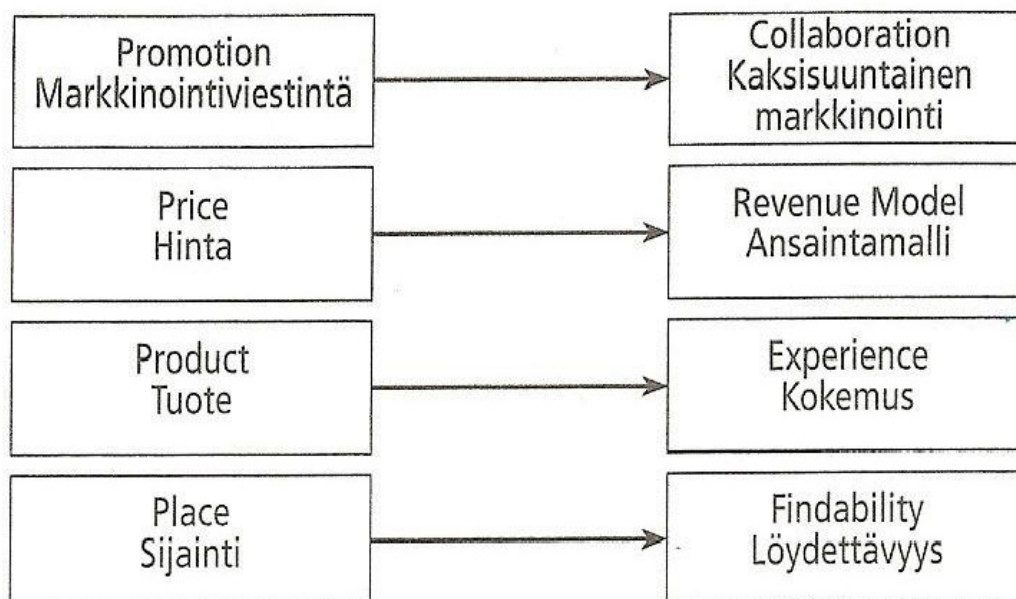 Promotion
Markkinointiviestintä
Collaboration
Kaksisuuntainen
markkinointi
Price
Hinta
Revenue Model
Ansaintamalli
Product
Tuote
Experience
Kokemus
Place
Sijainti
Findability
Löydettävyys